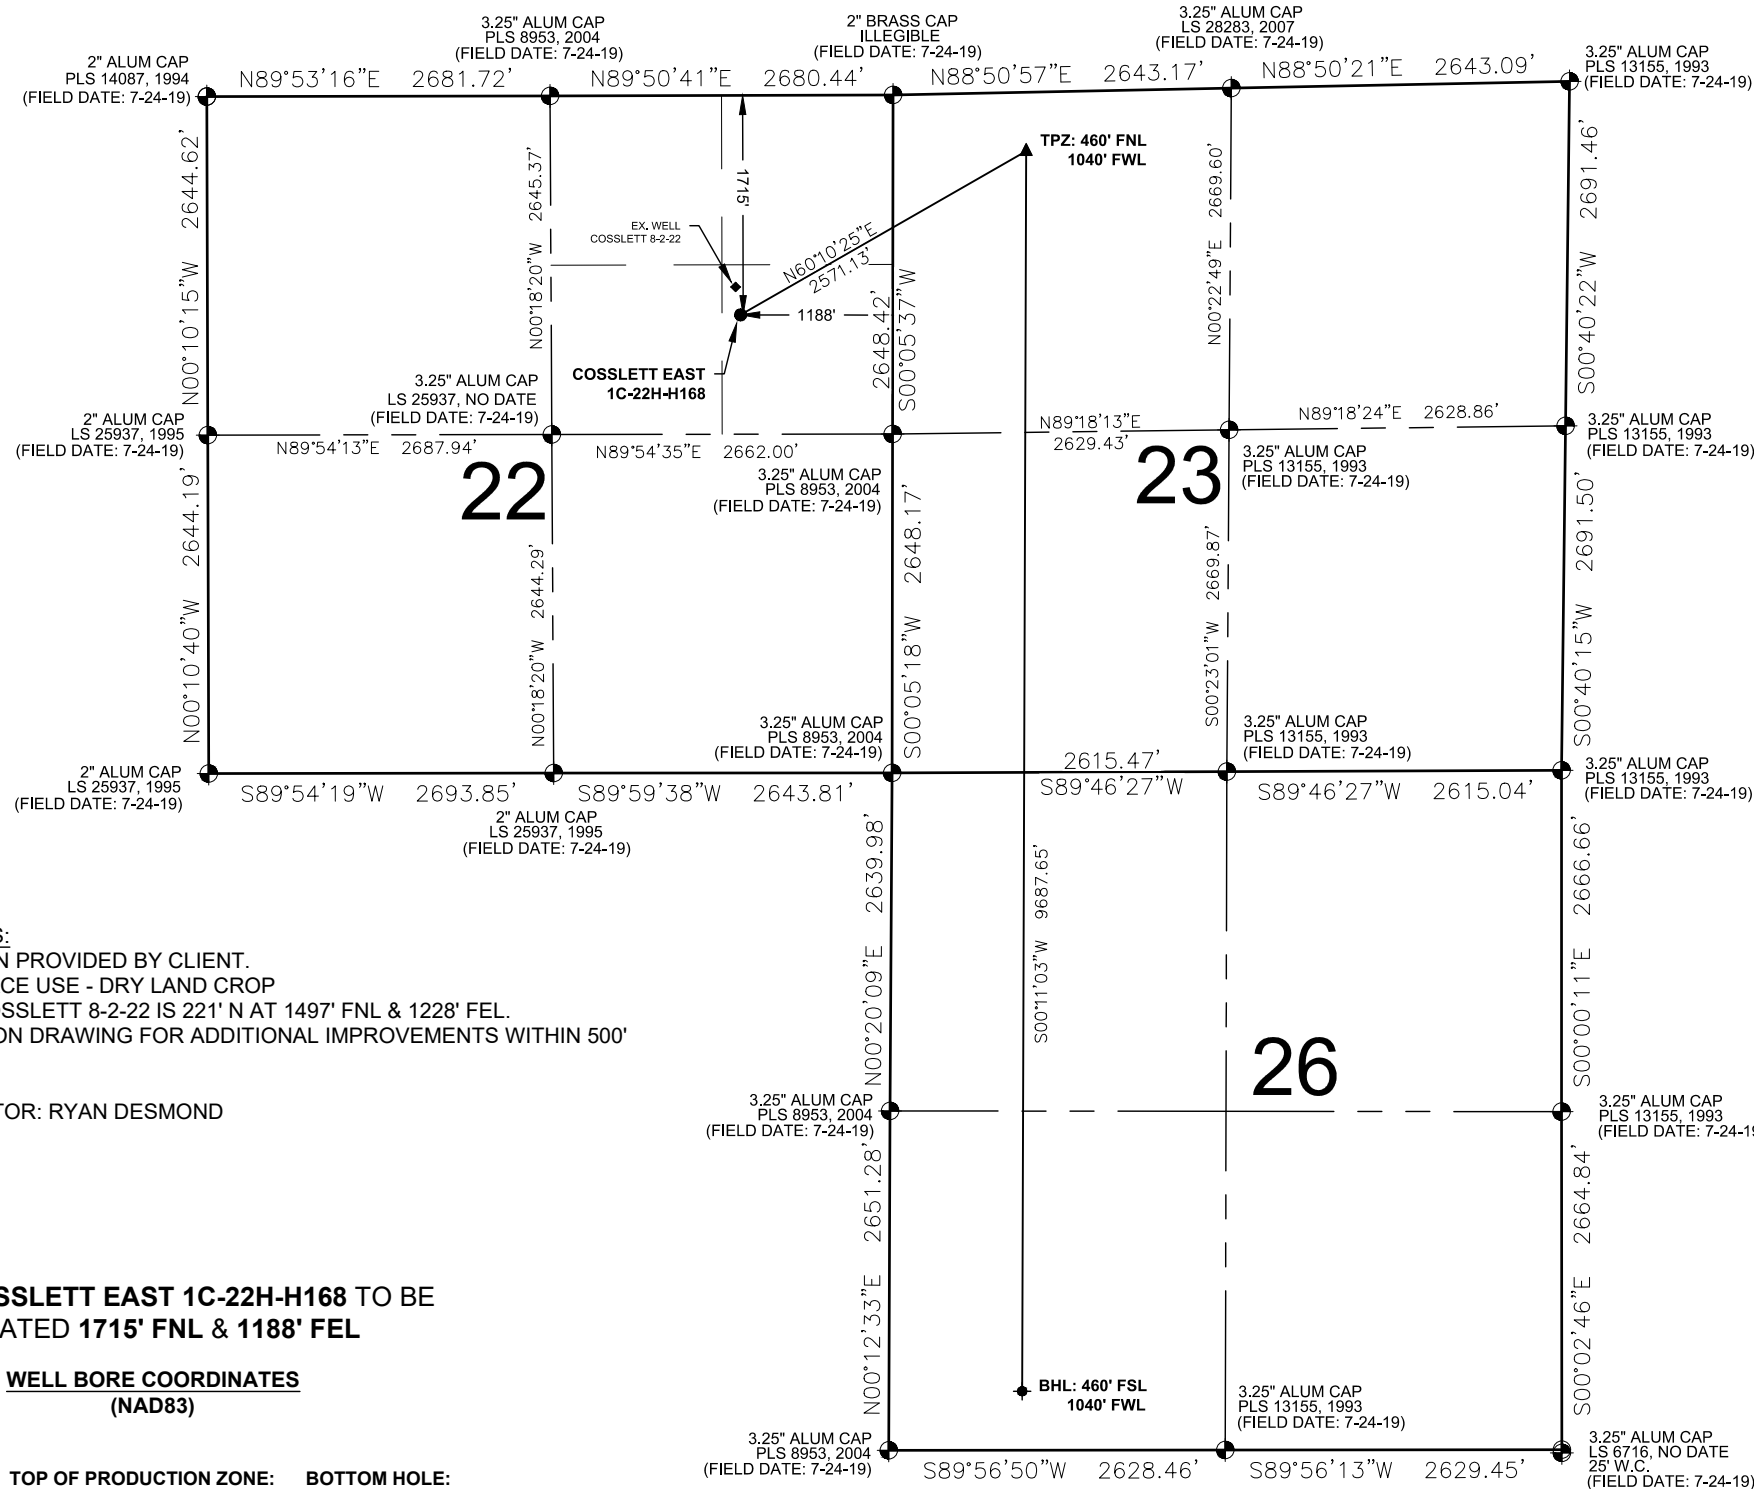 3.25" ALUM CAP
PLS 8953, 2004
(FIELD DATE: 7-24-19)
2" BRASS CAP
ILLEGIBLE
(FIELD DATE: 7-24-19)
3.25" ALUM CAP
LS 28283, 2007
(FIELD DATE: 7-24-19)
2" ALUM CAP
PLS 14087, 1994
(FIELD DATE: 7-24-19)
3.25" ALUM CAP
PLS 13155, 1993
(FIELD DATE: 7-24-19)
N89°53'16"E 2681.72'
N89°50'41"E 2680.44'
N88°50'57"E 2643.17'
N88°50'21"E 2643.09'
N00°10'15"W 2644.62'
N00°18'20"W 2645.37'
1715'
TPZ: 460' FNL
1040' FWL
N00°22'49"E 2669.60'
S00°40'22"W 2691.46'
EX. WELL
COSSLETT 8-2-22
N60°10'25"E
2571.13'
1188'
2648.42'
S00°05'37"W
COSSLETT EAST
1C-22H-H168
3.25" ALUM CAP
LS 25937, NO DATE
(FIELD DATE: 7-24-19)
2" ALUM CAP
LS 25937, 1995
(FIELD DATE: 7-24-19)
N89°54'13"E 2687.94'
N89°54'35"E 2662.00'
N89°18'13"E
2629.43'
N89°18'24"E 2628.86'
3.25" ALUM CAP
PLS 13155, 1993
(FIELD DATE: 7-24-19)
22
23
3.25" ALUM CAP
PLS 8953, 2004
(FIELD DATE: 7-24-19)
3.25" ALUM CAP
PLS 13155, 1993
(FIELD DATE: 7-24-19)
N00°10'40"W 2644.19'
N00°18'20"W 2644.29'
S00°05'18"W 2648.17'
S00°23'01"W 2669.87'
S00°40'15"W 2691.50'
3.25" ALUM CAP
PLS 8953, 2004
(FIELD DATE: 7-24-19)
3.25" ALUM CAP
PLS 13155, 1993
(FIELD DATE: 7-24-19)
2" ALUM CAP
LS 25937, 1995
(FIELD DATE: 7-24-19)
3.25" ALUM CAP
PLS 13155, 1993
(FIELD DATE: 7-24-19)
S89°54'19"W 2693.85'
S89°59'38"W 2643.81'
2615.47'
S89°46'27"W
S89°46'27"W 2615.04'
2" ALUM CAP
LS 25937, 1995
(FIELD DATE: 7-24-19)
N00°20'09"E 2639.98'
S00°11'03"W 9687.65'
S00°00'11"E 2666.66'
S:
N PROVIDED BY CLIENT.
CE USE - DRY LAND CROP
OSSLETT 8-2-22 IS 221' N AT 1497' FNL & 1228' FEL.
ON DRAWING FOR ADDITIONAL IMPROVEMENTS WITHIN 500'
TOR: RYAN DESMOND
26
3.25" ALUM CAP
PLS 8953, 2004
(FIELD DATE: 7-24-19)
3.25" ALUM CAP
PLS 13155, 1993
(FIELD DATE: 7-24-19
N00°12'33"E 2651.28'
S00°02'46"E 2664.84'
SSLETT EAST 1C-22H-H168 TO BE
ATED 1715' FNL & 1188' FEL
WELL BORE COORDINATES
(NAD83)
BHL: 460' FSL
1040' FWL
3.25" ALUM CAP
PLS 13155, 1993
(FIELD DATE: 7-24-19)
3.25" ALUM CAP
PLS 8953, 2004
(FIELD DATE: 7-24-19)
3.25" ALUM CAP
LS 6716, NO DATE
25' W.C.
(FIELD DATE: 7-24-19)
S89°56'50"W 2628.46'
S89°56'13"W 2629.45'
TOP OF PRODUCTION ZONE: BOTTOM HOLE: